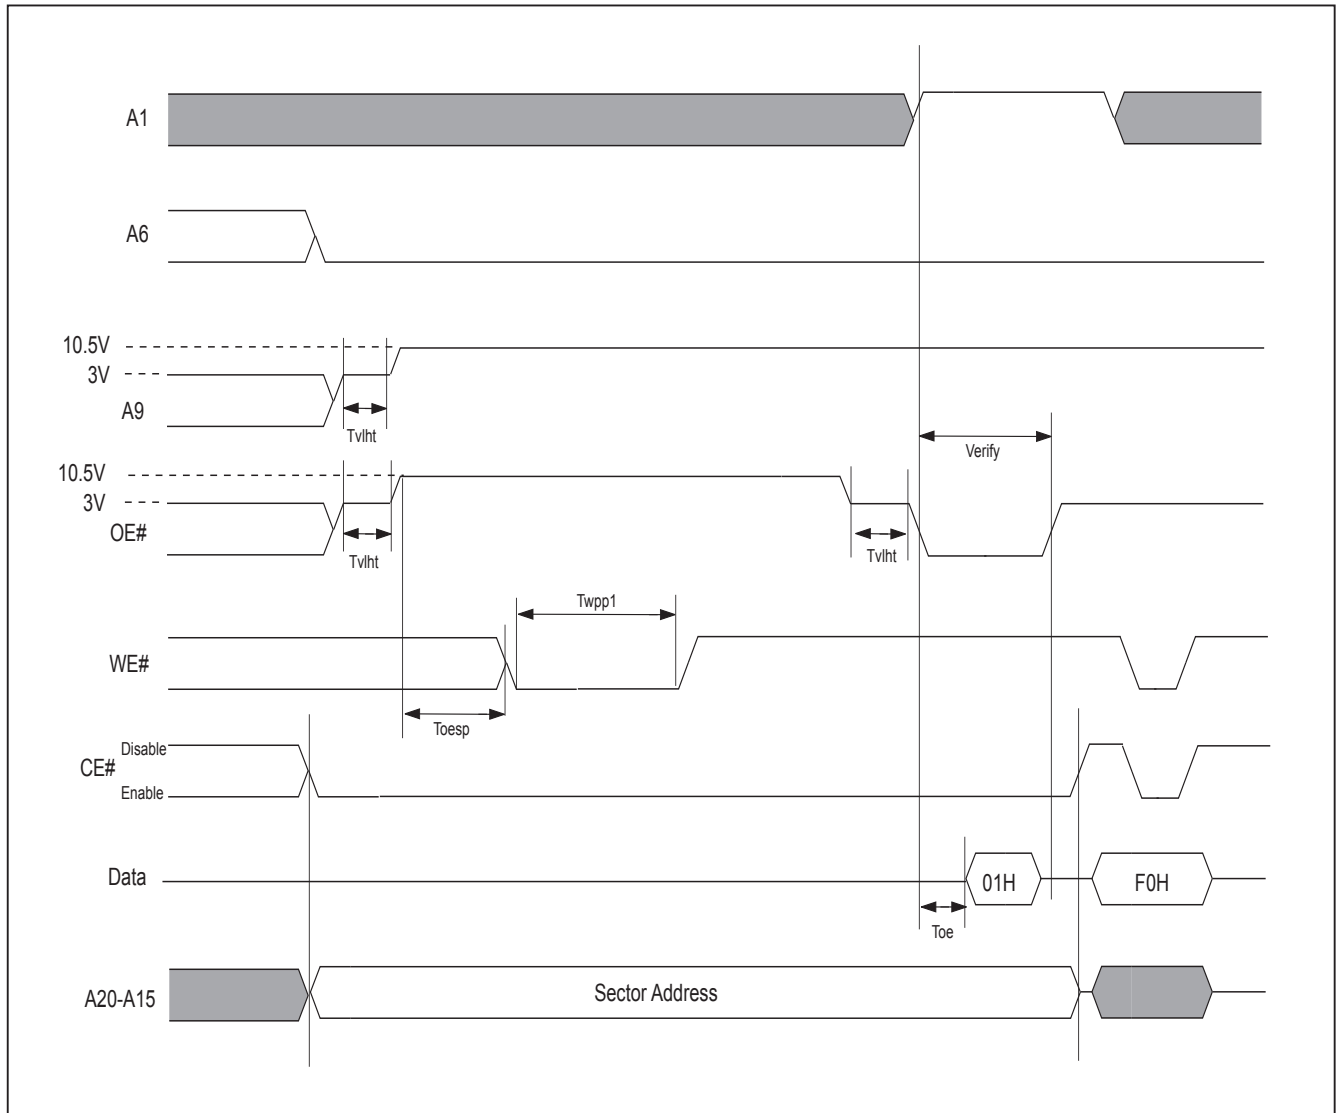 A1
A6
10.5V
3V
A9
Tvlht
Verify
10.5V
3V
OE#
Tvlht
Tvlht
Twpp1
WE#
Toesp
Disable
CE#
Enable
Data
01H
F0H
Toe
A20-A15
Sector Address